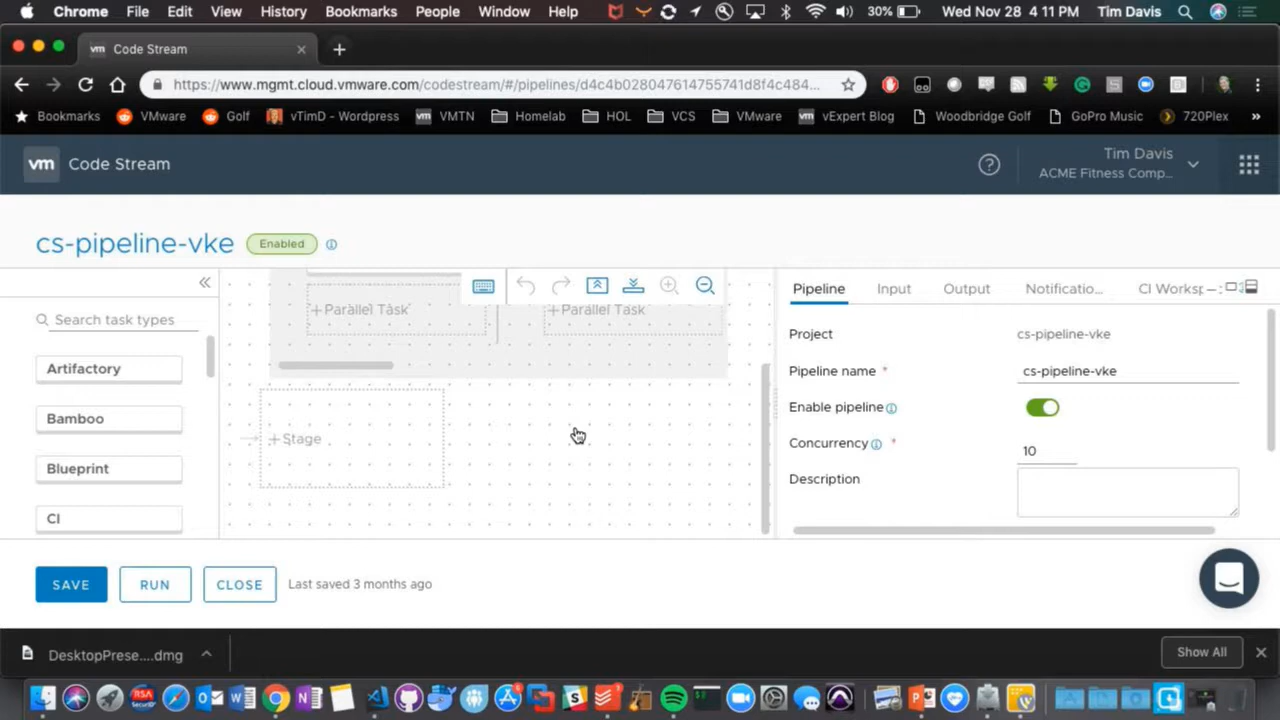 Chrome File Edit View History Bookmarks People Window Help 30% Wed Nov 28 4:11 PM Tim Davis
vm Code Stream
https://www.mgmt.cloud.vmware.com/codestream/#/pipelines/d4c4b028047614755741d8f4c484...
Bookmarks VMware Golf vTimD - Wordpress vm VMTN Homelab HOL VCS VMware vExpert Blog Woodbridge Golf GoPro Music 720Plex »
vm Code Stream
Tim Davis
ACME Fitness Comp...
cs-pipeline-vke Enabled
Search task types
Artifactory
Bamboo
Blueprint
CI
+ Parallel Task
+ Parallel Task
+ Stage
Pipeline Input Output Notificatio... CI Worksp
Project cs-pipeline-vke
Pipeline name * cs-pipeline-vke
Enable pipeline
Concurrency * 10
Description
SAVE RUN CLOSE Last saved 3 months ago
DesktopPrese....dmg
Show All